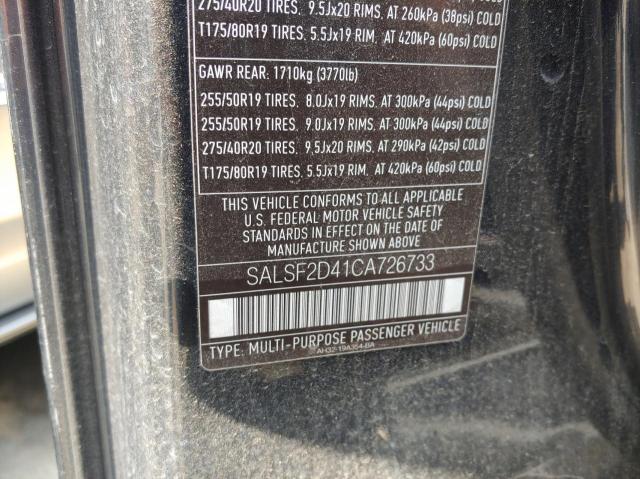 275/40R20 TIRES, 9.5Jx20 RIMS, AT 260kPa (38psi) COLD
T175/80R19 TIRES, 5.5Jx19 RIM, AT 420kPa (60psi) COLD
GAWR REAR: 1710kg (3770lb)
255/50R19 TIRES, 8.0Jx19 RIMS, AT 300kPa (44psi) COLD
255/50R19 TIRES, 9.0Jx19 RIMS, AT 300kPa (44psi) COLD
275/40R20 TIRES, 9.5Jx20 RIMS, AT 290kPa (42psi) COLD
T175/80R19 TIRES, 5.5Jx19 RIM, AT 420kPa (60psi) COLD
THIS VEHICLE CONFORMS TO ALL APPLICABLE
U.S. FEDERAL MOTOR VEHICLE SAFETY
STANDARDS IN EFFECT ON THE DATE OF
MANUFACTURE SHOWN ABOVE
SALSF2D41CA726733
TYPE: MULTI-PURPOSE PASSENGER VEHICLE
AH32-19A354-BA